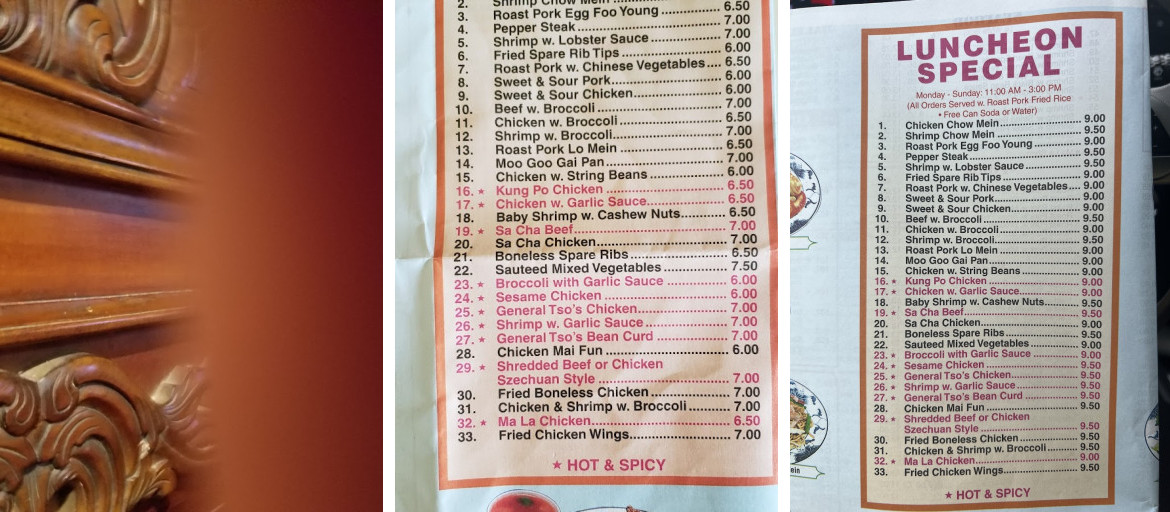 2. Shrimp Chow Mein
3. Roast Pork Egg Foo Young 6.50
4. Pepper Steak 7.00
5. Shrimp w. Lobster Sauce 7.00
6. Fried Spare Rib Tips 6.00
7. Roast Pork w. Chinese Vegetables 6.50
8. Sweet & Sour Pork 6.00
9. Sweet & Sour Chicken 6.00
10. Beef w. Broccoli 7.00
11. Chicken w. Broccoli 6.50
12. Shrimp w. Broccoli 7.00
13. Roast Pork Lo Mein 6.50
14. Moo Goo Gai Pan 7.00
15. Chicken w. String Beans 6.00
16. ★ Kung Po Chicken 6.50
17. ★ Chicken w. Garlic Sauce 6.50
18. Baby Shrimp w. Cashew Nuts 6.50
19. ★ Sa Cha Beef 7.00
20. Sa Cha Chicken 7.00
21. Boneless Spare Ribs 6.50
22. Sauteed Mixed Vegetables 7.50
23. ★ Broccoli with Garlic Sauce 6.00
24. ★ Sesame Chicken 6.00
25. ★ General Tso's Chicken 7.00
26. ★ Shrimp w. Garlic Sauce 7.00
27. ★ General Tso's Bean Curd 7.00
28. Chicken Mai Fun 6.00
29. ★ Shredded Beef or Chicken
Szechuan Style 7.00
30. Fried Boneless Chicken 7.00
31. Chicken & Shrimp w. Broccoli 7.00
32. ★ Ma La Chicken 6.50
33. Fried Chicken Wings 7.00
★ HOT & SPICY
LUNCHEON
SPECIAL
Monday - Sunday: 11:00 AM - 3:00 PM
(All Orders Served w. Roast Pork Fried Rice
• Free Can Soda or Water)
1. Chicken Chow Mein 9.00
2. Shrimp Chow Mein 9.50
3. Roast Pork Egg Foo Young 9.00
4. Pepper Steak 9.50
5. Shrimp w. Lobster Sauce 9.50
6. Fried Spare Rib Tips 9.00
7. Roast Pork w. Chinese Vegetables 9.00
8. Sweet & Sour Pork 9.00
9. Sweet & Sour Chicken 9.00
10. Beef w. Broccoli 9.50
11. Chicken w. Broccoli 9.00
12. Shrimp w. Broccoli 9.50
13. Roast Pork Lo Mein 9.00
14. Moo Goo Gai Pan 9.00
15. Chicken w. String Beans 9.00
16. ★ Kung Po Chicken 9.00
17. ★ Chicken w. Garlic Sauce 9.00
18. Baby Shrimp w. Cashew Nuts 9.50
19. ★ Sa Cha Beef 9.50
20. Sa Cha Chicken 9.00
21. Boneless Spare Ribs 9.50
22. Sauteed Mixed Vegetables 9.00
23. ★ Broccoli with Garlic Sauce 9.00
24. ★ Sesame Chicken 9.50
25. ★ General Tso's Chicken 9.50
26. ★ Shrimp w. Garlic Sauce 9.50
27. ★ General Tso's Bean Curd 9.50
28. Chicken Mai Fun 9.50
29. ★ Shredded Beef or Chicken
Szechuan Style 9.50
30. Fried Boneless Chicken 9.50
31. Chicken & Shrimp w. Broccoli 9.50
32. ★ Ma La Chicken 9.00
33. Fried Chicken Wings 9.50
★ HOT & SPICY